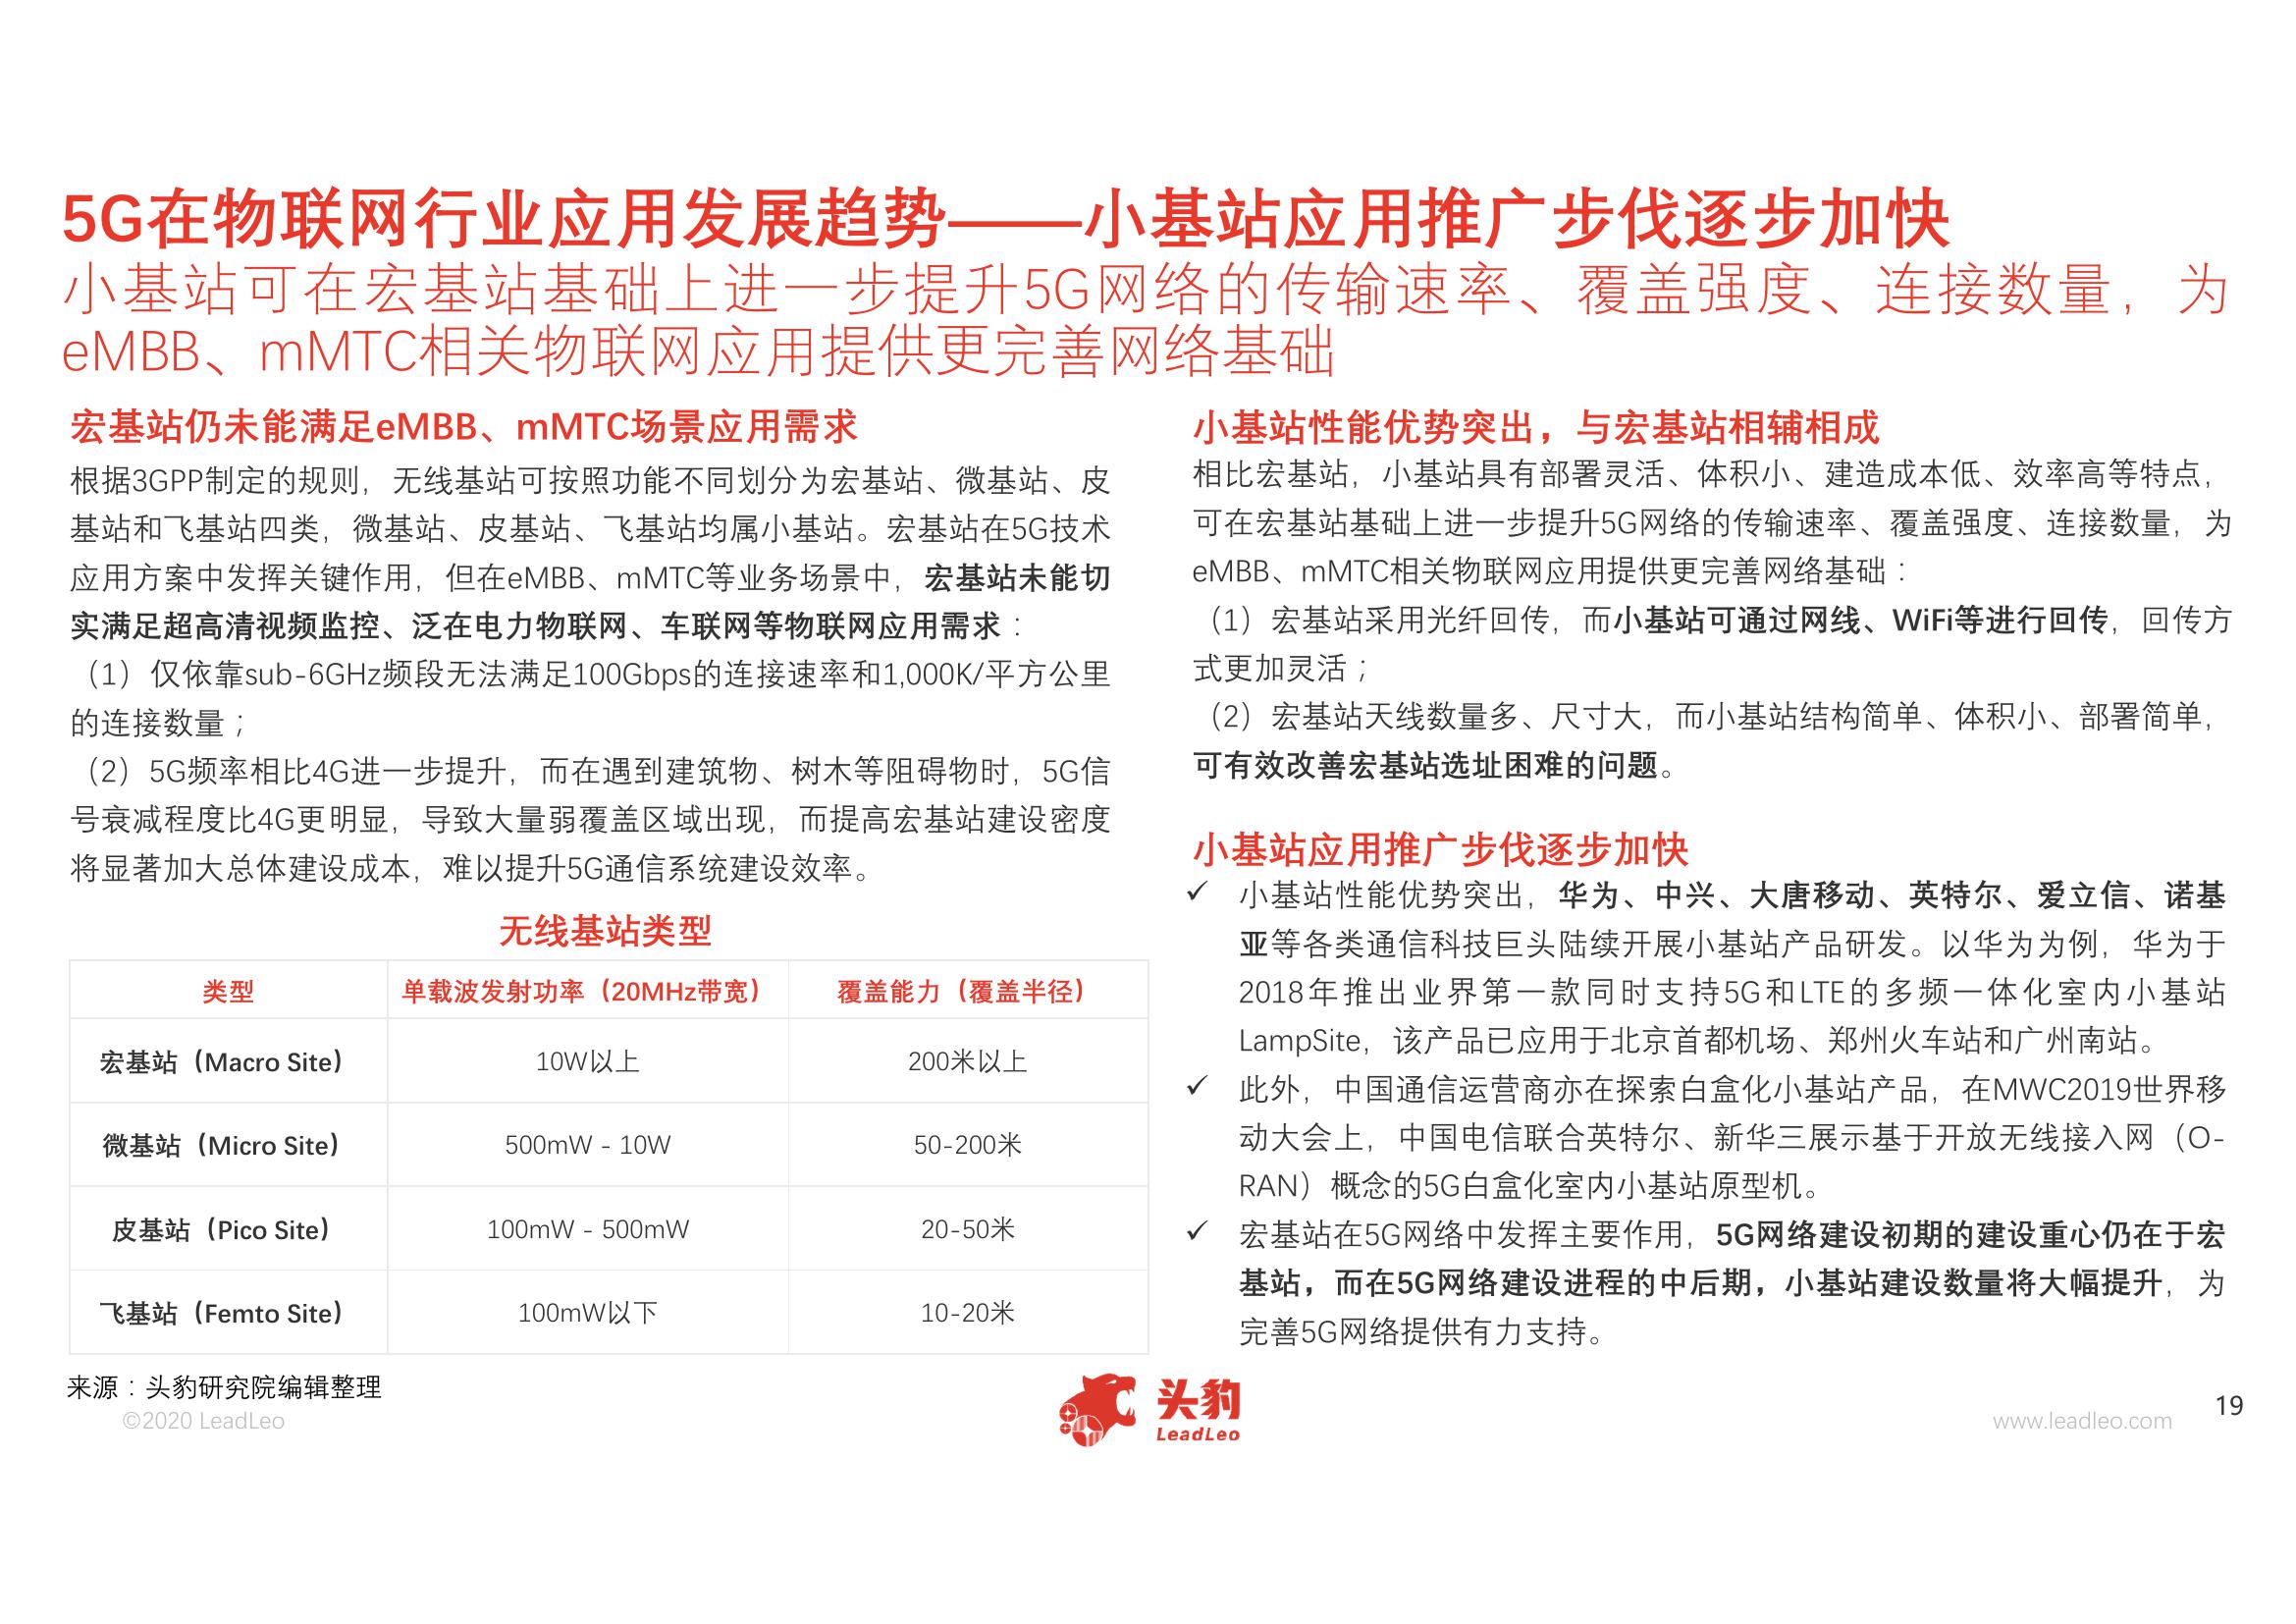 5G在物联网行业应用发展趋势——小基站应用推广步伐逐步加快
小基站可在宏基站基础上进一步提升5G网络的传输速率、覆盖强度、连接数量，为
eMBB、mMTC相关物联网应用提供更完善网络基础
宏基站仍未能满足eMBB、mMTC场景应用需求
根据3GPP制定的规则，无线基站可按照功能不同划分为宏基站、微基站、皮
基站和飞基站四类，微基站、皮基站、飞基站均属小基站。宏基站在5G技术
应用方案中发挥关键作用，但在eMBB、mMTC等业务场景中，宏基站未能切
实满足超高清视频监控、泛在电力物联网、车联网等物联网应用需求：
（1）仅依靠sub-6GHz频段无法满足100Gbps的连接速率和1,000K/平方公里
的连接数量；
（2）5G频率相比4G进一步提升，而在遇到建筑物、树木等阻碍物时，5G信
号衰减程度比4G更明显，导致大量弱覆盖区域出现，而提高宏基站建设密度
将显著加大总体建设成本，难以提升5G通信系统建设效率。
无线基站类型
类型 单载波发射功率（20MHz带宽） 覆盖能力（覆盖半径）
宏基站（Macro Site） 10W以上 200米以上
微基站（Micro Site） 500mW - 10W 50-200米
皮基站（Pico Site） 100mW - 500mW 20-50米
飞基站（Femto Site） 100mW以下 10-20米
来源：头豹研究院编辑整理
小基站性能优势突出，与宏基站相辅相成
相比宏基站，小基站具有部署灵活、体积小、建造成本低、效率高等特点，
可在宏基站基础上进一步提升5G网络的传输速率、覆盖强度、连接数量，为
eMBB、mMTC相关物联网应用提供更完善网络基础：
（1）宏基站采用光纤回传，而小基站可通过网线、WiFi等进行回传，回传方
式更加灵活；
（2）宏基站天线数量多、尺寸大，而小基站结构简单、体积小、部署简单，
可有效改善宏基站选址困难的问题。
小基站应用推广步伐逐步加快
✓ 小基站性能优势突出，华为、中兴、大唐移动、英特尔、爱立信、诺基
亚等各类通信科技巨头陆续开展小基站产品研发。以华为为例，华为于
2018年推出业界第一款同时支持5G和LTE的多频一体化室内小基站
LampSite，该产品已应用于北京首都机场、郑州火车站和广州南站。
✓ 此外，中国通信运营商亦在探索白盒化小基站产品，在MWC2019世界移
动大会上，中国电信联合英特尔、新华三展示基于开放无线接入网（O-
RAN）概念的5G白盒化室内小基站原型机。
✓ 宏基站在5G网络中发挥主要作用，5G网络建设初期的建设重心仍在于宏
基站，而在5G网络建设进程的中后期，小基站建设数量将大幅提升，为
完善5G网络提供有力支持。
©2020 LeadLeo
头豹
LeadLeo
www.leadleo.com
19